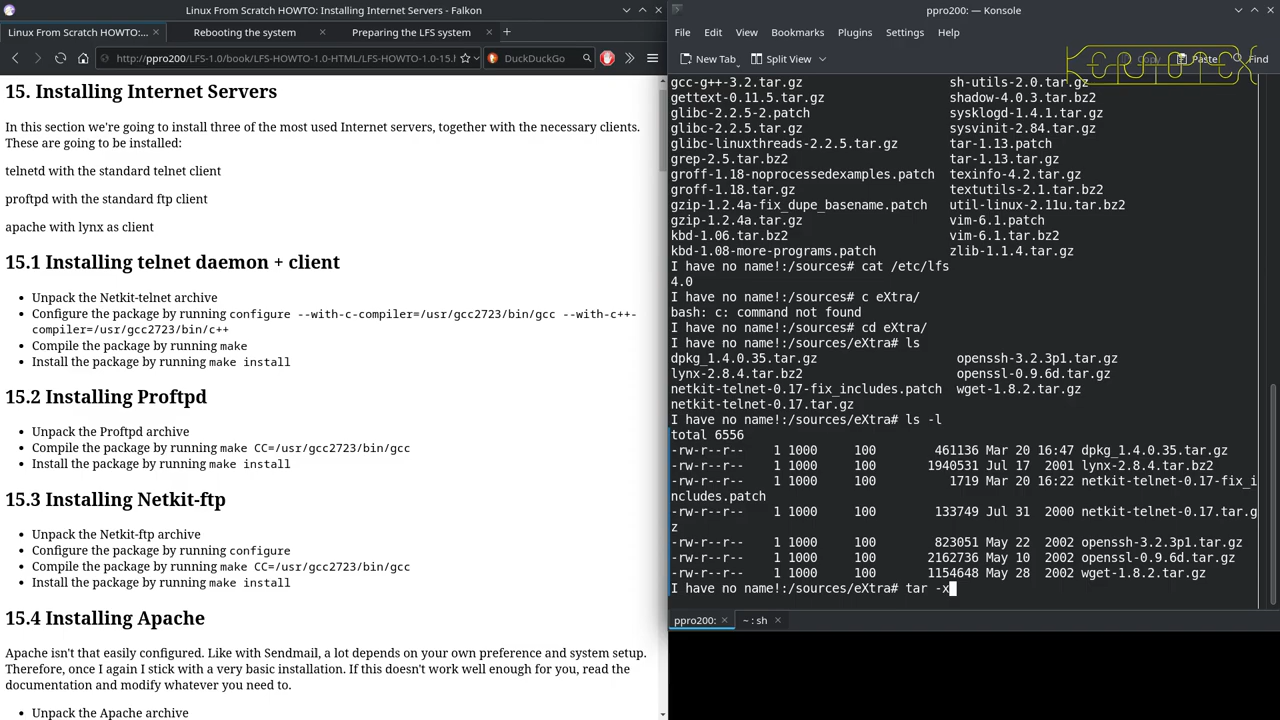 Linux From Scratch HOWTO: Installing Internet Servers - Falkon
Linux From Scratch HOWTO:...
Rebooting the system
Preparing the LFS system
http://ppro200/LFS-1.0/book/LFS-HOWTO-1.0-HTML/LFS-HOWTO-1.0-15.h
DuckDuckGo
15. Installing Internet Servers
In this section we're going to install three of the most used Internet servers, together with the necessary clients.
These are going to be installed:
telnetd with the standard telnet client
proftpd with the standard ftp client
apache with lynx as client
15.1 Installing telnet daemon + client
• Unpack the Netkit-telnet archive
• Configure the package by running configure --with-c-compiler=/usr/gcc2723/bin/gcc --with-c++-
compiler=/usr/gcc2723/bin/c++
• Compile the package by running make
• Install the package by running make install
15.2 Installing Proftpd
• Unpack the Proftpd archive
• Compile the package by running make CC=/usr/gcc2723/bin/gcc
• Install the package by running make install
15.3 Installing Netkit-ftp
• Unpack the Netkit-ftp archive
• Configure the package by running configure
• Compile the package by running make CC=/usr/gcc2723/bin/gcc
• Install the package by running make install
15.4 Installing Apache
Apache isn't that easily configured. Like with Sendmail, a lot depends on your own preference and system setup.
Therefore, once I again I stick with a very basic installation. If this doesn't work well enough for you, read the
documentation and modify whatever you need to.
• Unpack the Apache archive
ppro200: — Konsole
File Edit View Bookmarks Plugins Settings Help
New Tab Split View Copy Paste Find
gcc-g++-3.2.tar.gz sh-utils-2.0.tar.gz
gettext-0.11.5.tar.gz shadow-4.0.3.tar.bz2
glibc-2.2.5-2.patch sysklogd-1.4.1.tar.gz
glibc-2.2.5.tar.gz sysvinit-2.84.tar.gz
glibc-linuxthreads-2.2.5.tar.gz tar-1.13.patch
grep-2.5.tar.bz2 tar-1.13.tar.gz
groff-1.18-noprocessedexamples.patch texinfo-4.2.tar.gz
groff-1.18.tar.gz textutils-2.1.tar.bz2
gzip-1.2.4a-fix_dupe_basename.patch util-linux-2.11u.tar.bz2
gzip-1.2.4a.tar.gz vim-6.1.patch
kbd-1.06.tar.bz2 vim-6.1.tar.bz2
kbd-1.08-more-programs.patch zlib-1.1.4.tar.gz
I have no name!:/sources# cat /etc/lfs
4.0
I have no name!:/sources# c eXtra/
bash: c: command not found
I have no name!:/sources# cd eXtra/
I have no name!:/sources/eXtra# ls
dpkg_1.4.0.35.tar.gz openssh-3.2.3p1.tar.gz
lynx-2.8.4.tar.bz2 openssl-0.9.6d.tar.gz
netkit-telnet-0.17-fix_includes.patch wget-1.8.2.tar.gz
netkit-telnet-0.17.tar.gz
I have no name!:/sources/eXtra# ls -l
total 6556
-rw-r--r-- 1 1000 100 461136 Mar 20 16:47 dpkg_1.4.0.35.tar.gz
-rw-r--r-- 1 1000 100 1940531 Jul 17 2001 lynx-2.8.4.tar.bz2
-rw-r--r-- 1 1000 100 1719 Mar 20 16:22 netkit-telnet-0.17-fix_i
ncludes.patch
-rw-r--r-- 1 1000 100 133749 Jul 31 2000 netkit-telnet-0.17.tar.g
z
-rw-r--r-- 1 1000 100 823051 May 22 2002 openssh-3.2.3p1.tar.gz
-rw-r--r-- 1 1000 100 2162736 May 10 2002 openssl-0.9.6d.tar.gz
-rw-r--r-- 1 1000 100 1154648 May 28 2002 wget-1.8.2.tar.gz
I have no name!:/sources/eXtra# tar -x
ppro200:
~ : sh